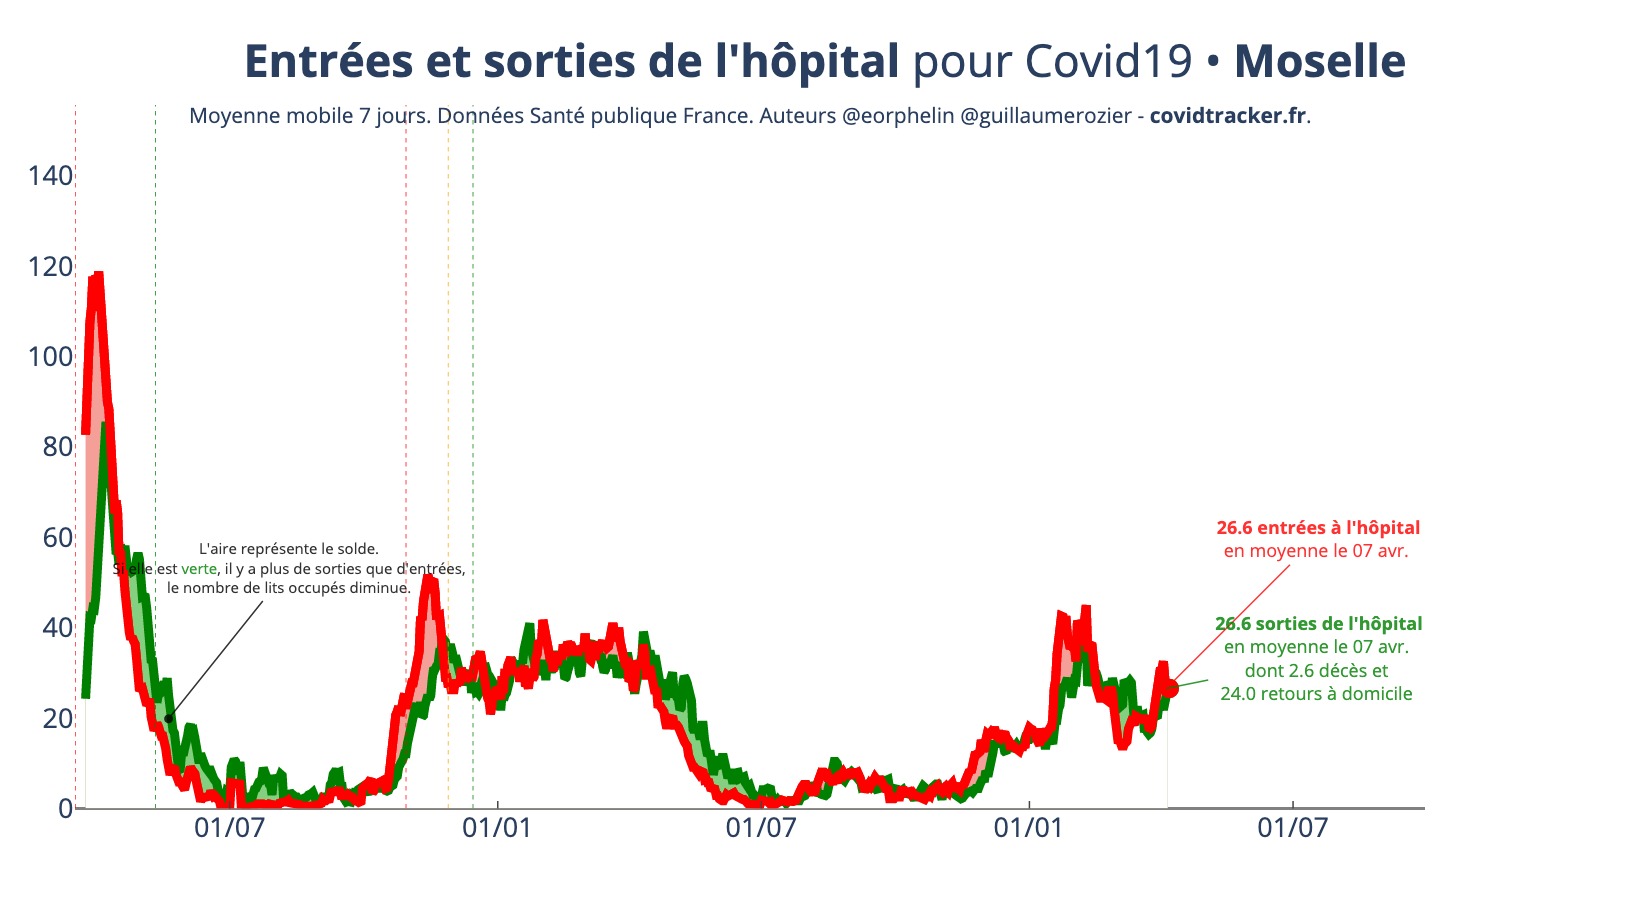 Entrées et sorties de l'hôpital pour Covid19 • Moselle
Moyenne mobile 7 jours. Données Santé publique France. Auteurs @eorphelin @guillaumerozier - covidtracker.fr.
140
120
100
80
60
40
20
0
L'aire représente le solde.
Si elle est verte, il y a plus de sorties que d'entrées,
le nombre de lits occupés diminue.
26.6 entrées à l'hôpital
en moyenne le 07 avr.
26.6 sorties de l'hôpital
en moyenne le 07 avr.
dont 2.6 décès et
24.0 retours à domicile
01/07
01/01
01/07
01/01
01/07